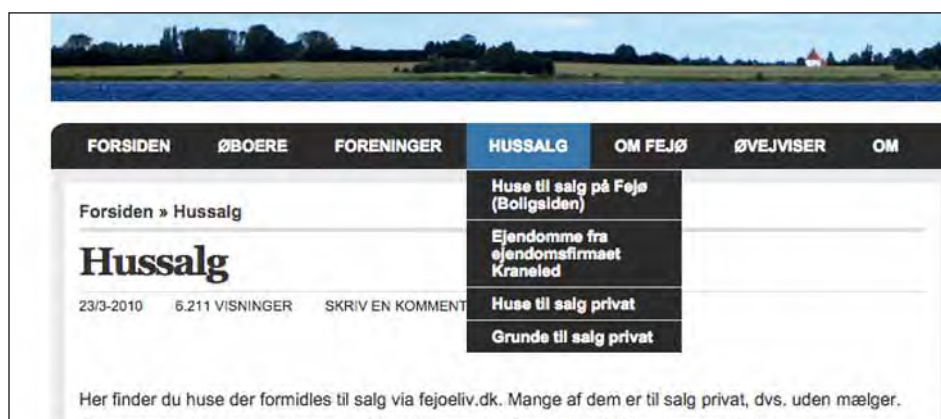 FORSIDEN ØBOERE FORENINGER HUSSALG OM FEJØ ØVEJVISER OM
Huse til salg på Fejø
(Boligsiden)
Ejendomme fra
ejendomsfirmaet
Kraneled
Huse til salg privat
Grunde til salg privat
Forsiden » Hussalg
Hussalg
23/3-2010 6.211 VISNINGER SKRIV EN KOMMENT
Her finder du huse der formidles til salg via fejoeliv.dk. Mange af dem er til salg privat, dvs. uden mælger.